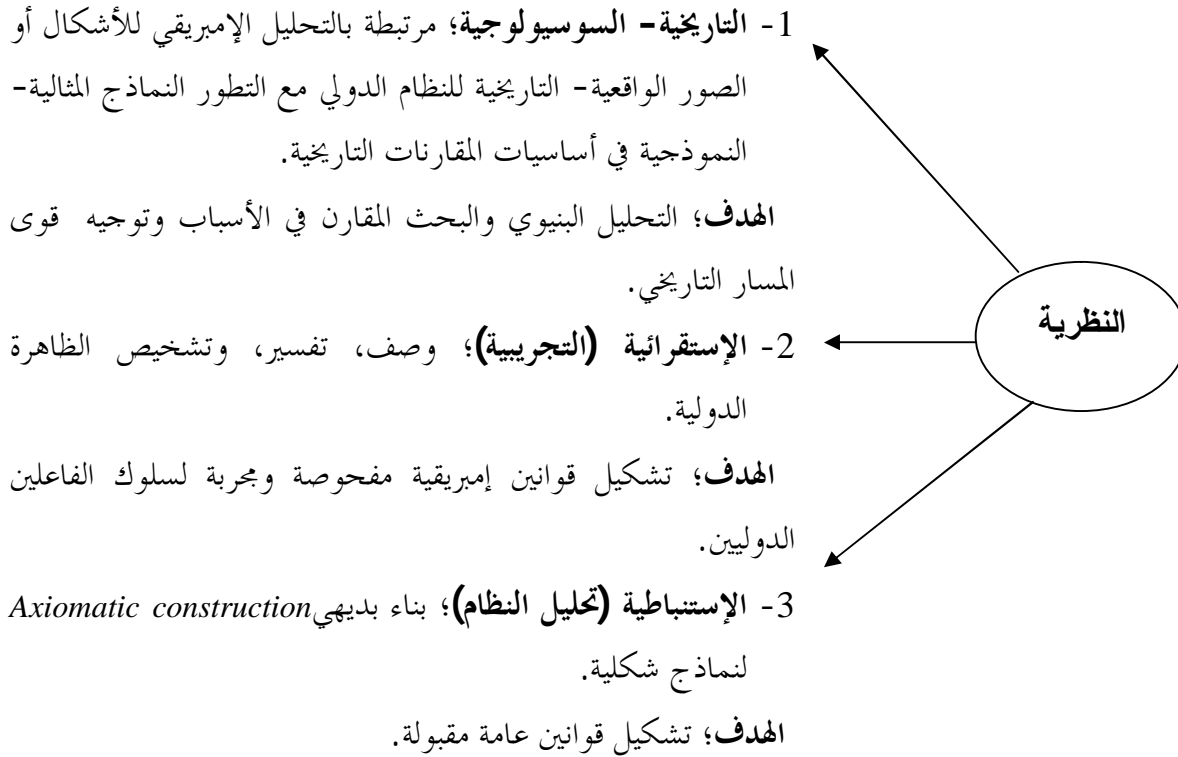 1- التاريخية- السوسيولوجية؛ مرتبطة بالتحليل الإمبريقي للأشكال أو
الصور الواقعية- التاريخية للنظام الدولي مع التطور النماذج المثالية-
النموذجية في أساسيات المقارنات التاريخية.
الهدف؛ التحليل البنيوي والبحث المقارن في الأسباب وتوجيه قوى
المسار التاريخي.
النظرية
2- الإستقرائية (التجريبية)؛ وصف، تفسير، وتشخيص الظاهرة
الدولية.
الهدف؛ تشكيل قوانين إمبريقية مفحوصة ومجربة لسلوك الفاعلين
الدوليين.
3- الإستنباطية (تحليل النظام)؛ بناء بديهي Axiomatic construction
لنماذج شكلية.
الهدف؛ تشكيل قوانين عامة مقبولة.